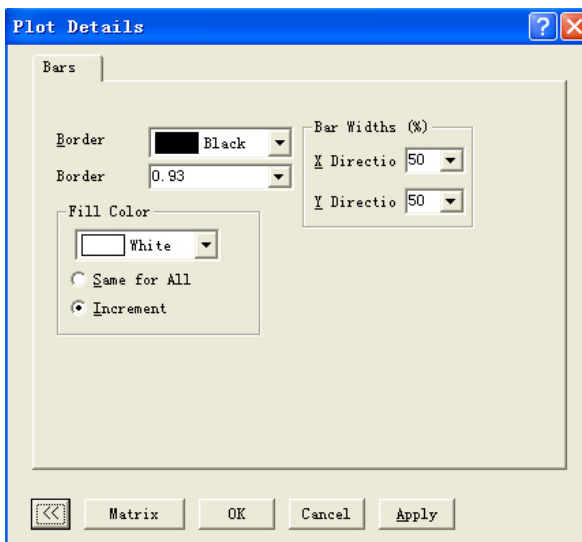 Plot Details
Bars
Border Black
Border 0.93
Bar Widths (%)
X Directio 50
Y Directio 50
Fill Color
White
Same for All
Increment
<< Matrix OK Cancel Apply